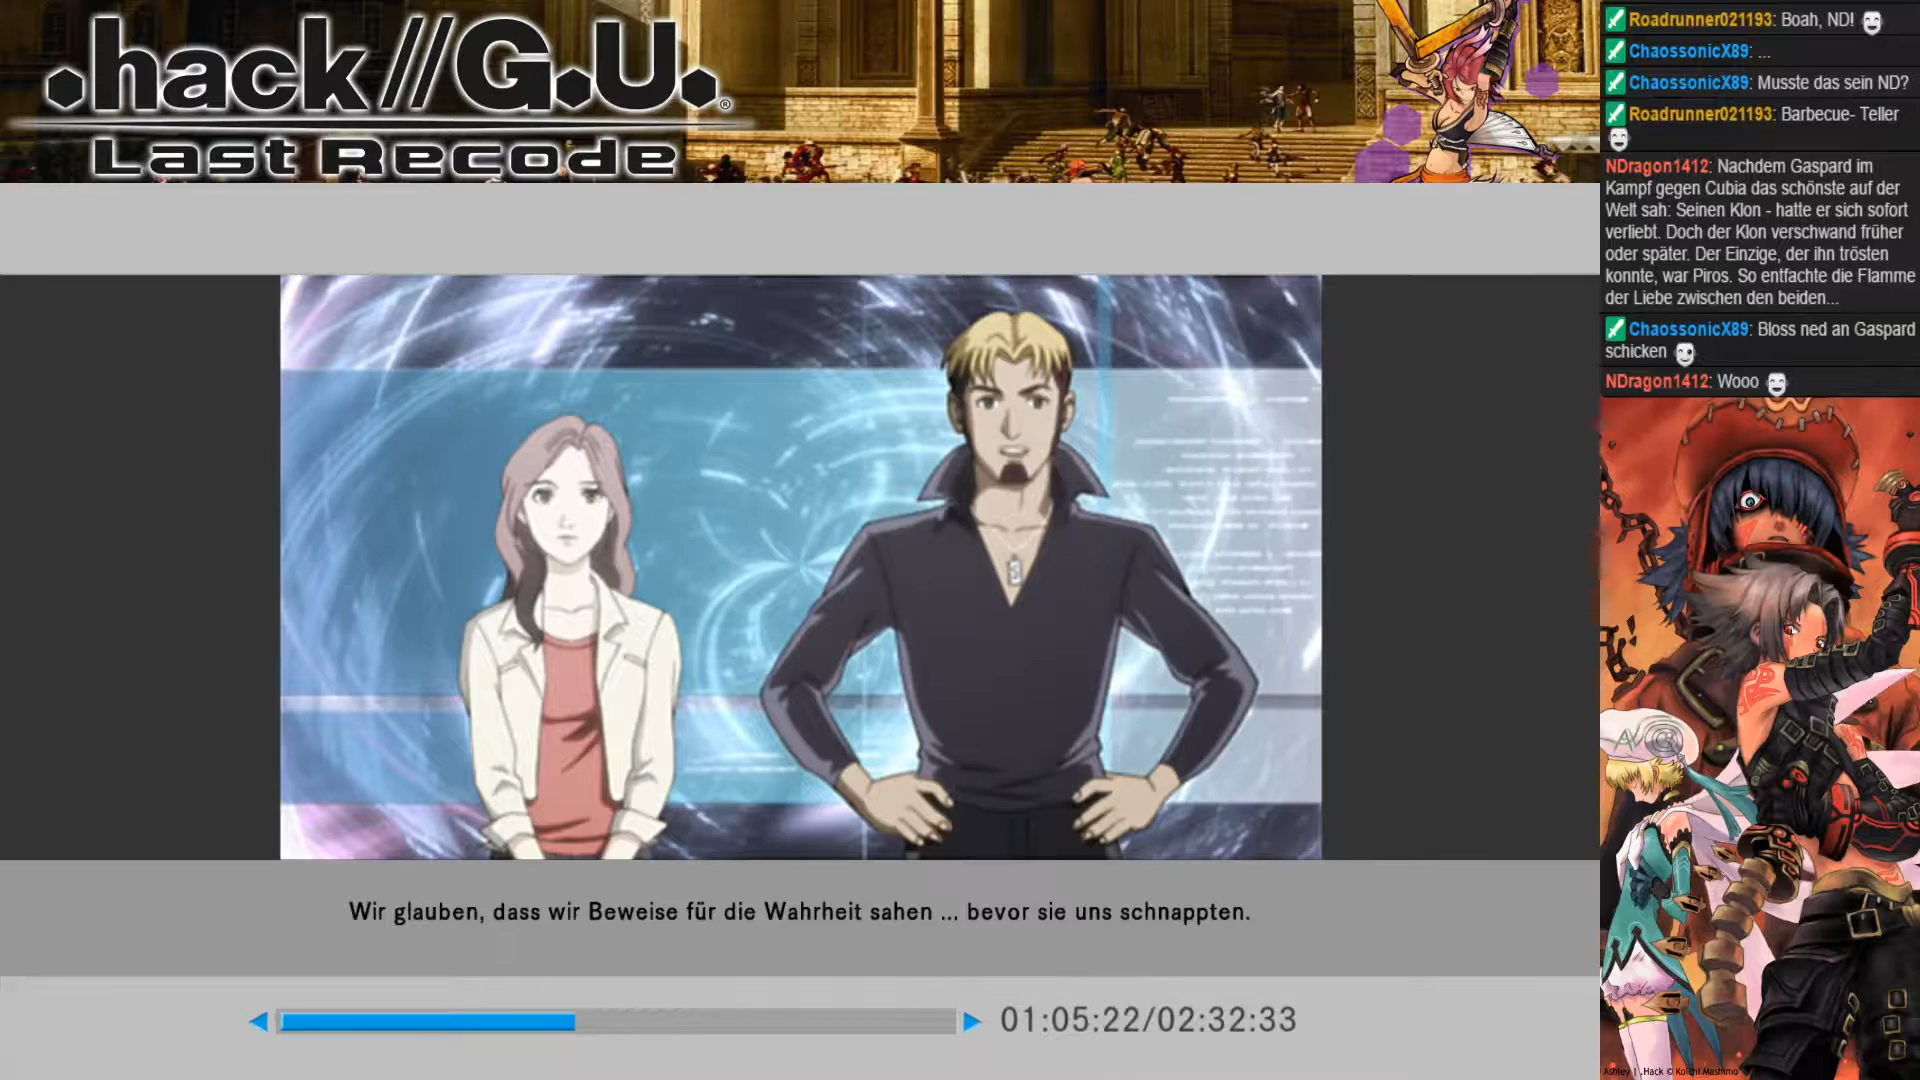 .hack//G.U.®
Last Recode
Roadrunner021193: Boah, ND!
ChaossonicX89: ...
ChaossonicX89: Musste das sein ND?
Roadrunner021193: Barbecue- Teller
NDragon1412: Nachdem Gaspard im
Kampf gegen Cubia das schönste auf der
Welt sah: Seinen Klon - hatte er sich sofort
verliebt. Doch der Klon verschwand früher
oder später. Der Einzige, der ihn trösten
konnte, war Piros. So entfachte die Flamme
der Liebe zwischen den beiden...
ChaossonicX89: Bloss ned an Gaspard
schicken
NDragon1412: Wooo
Wir glauben, dass wir Beweise für die Wahrheit sahen ... bevor sie uns schnappten.
01:05:22/02:32:33
Ashley | .Hack © Koichi Mashimo